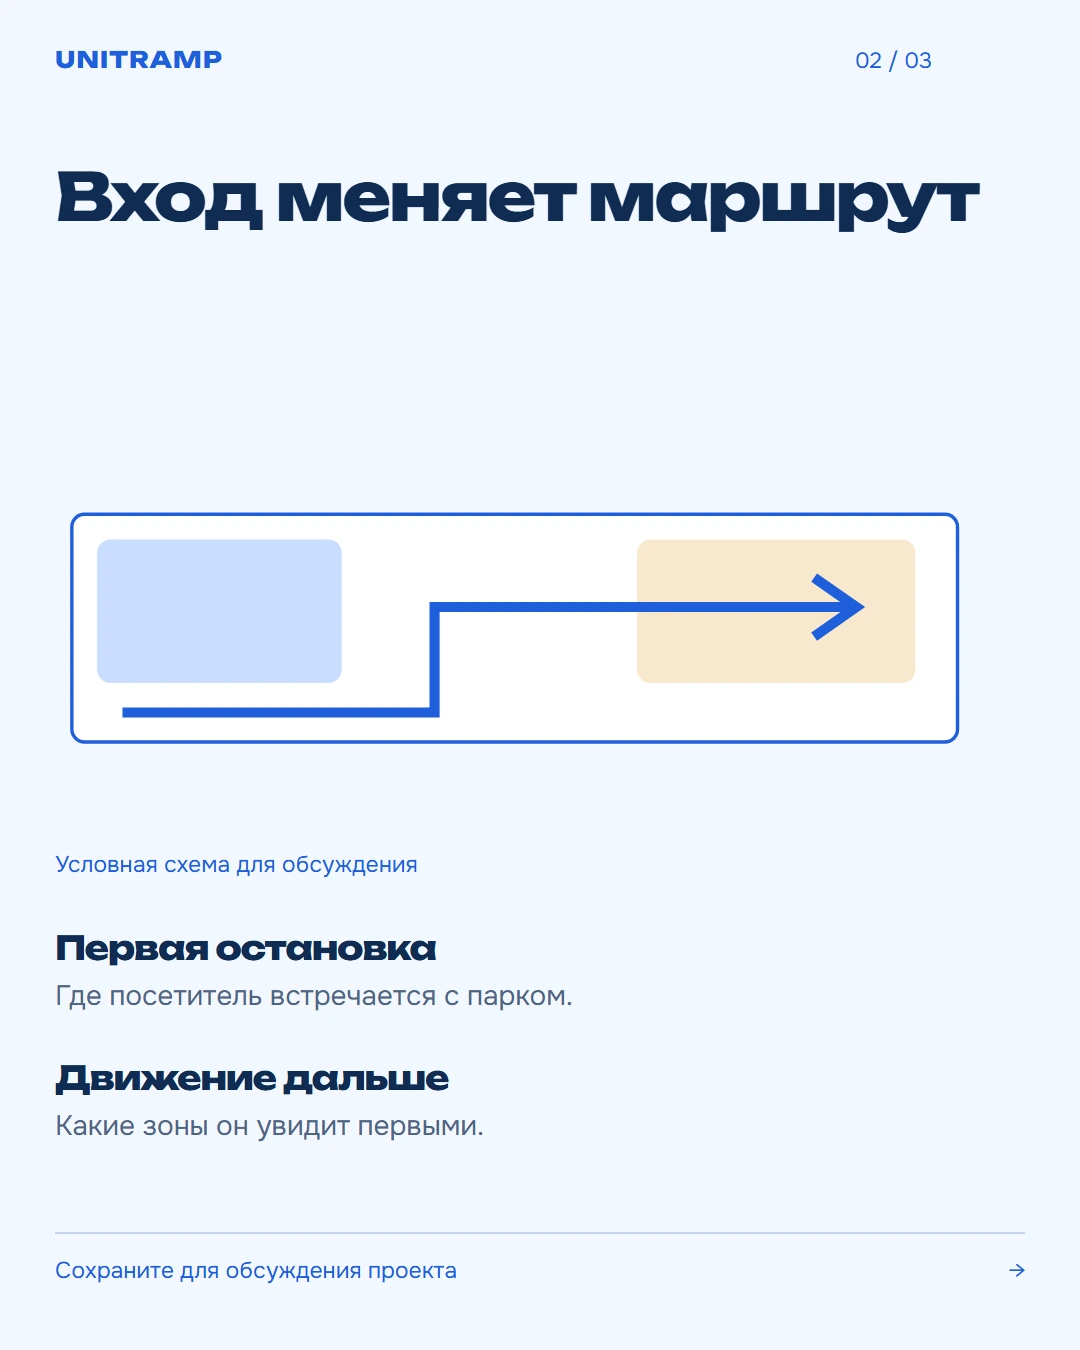 UNITRAMP
02 / 03
Вход меняет маршрут
Условная схема для обсуждения
Первая остановка
Где посетитель встречается с парком.
Движение дальше
Какие зоны он увидит первыми.
Сохраните для обсуждения проекта →